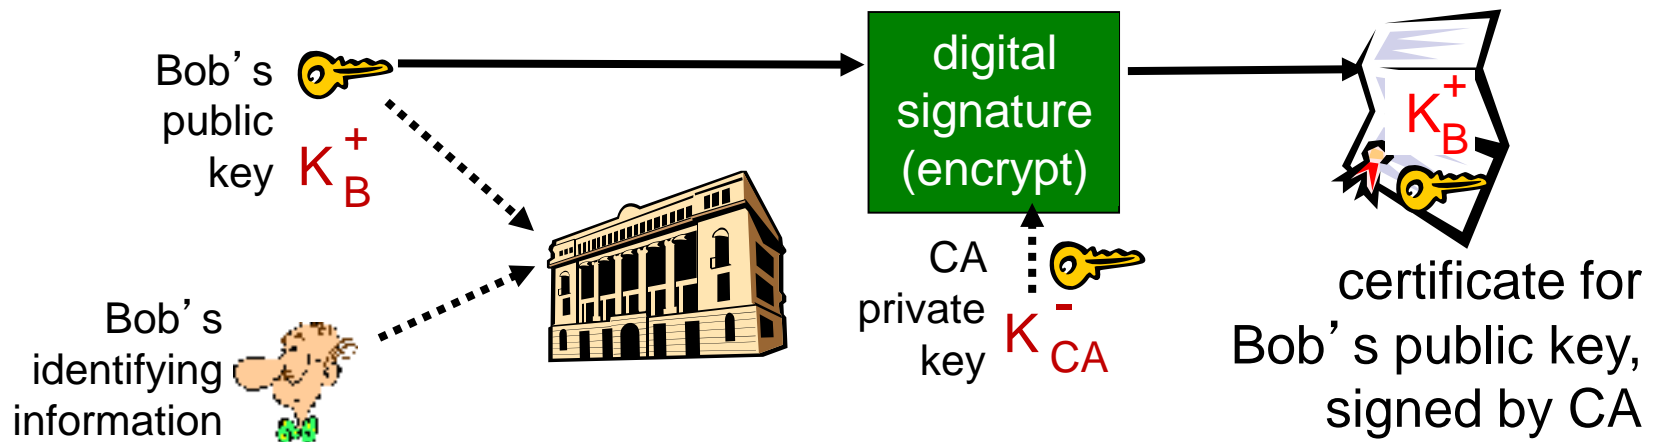 Bob’s
public
key
K+B
digital
signature
(encrypt)
K+B
CA
private
key
K-CA
certificate for
Bob’s public key,
signed by CA
Bob’s
identifying
information